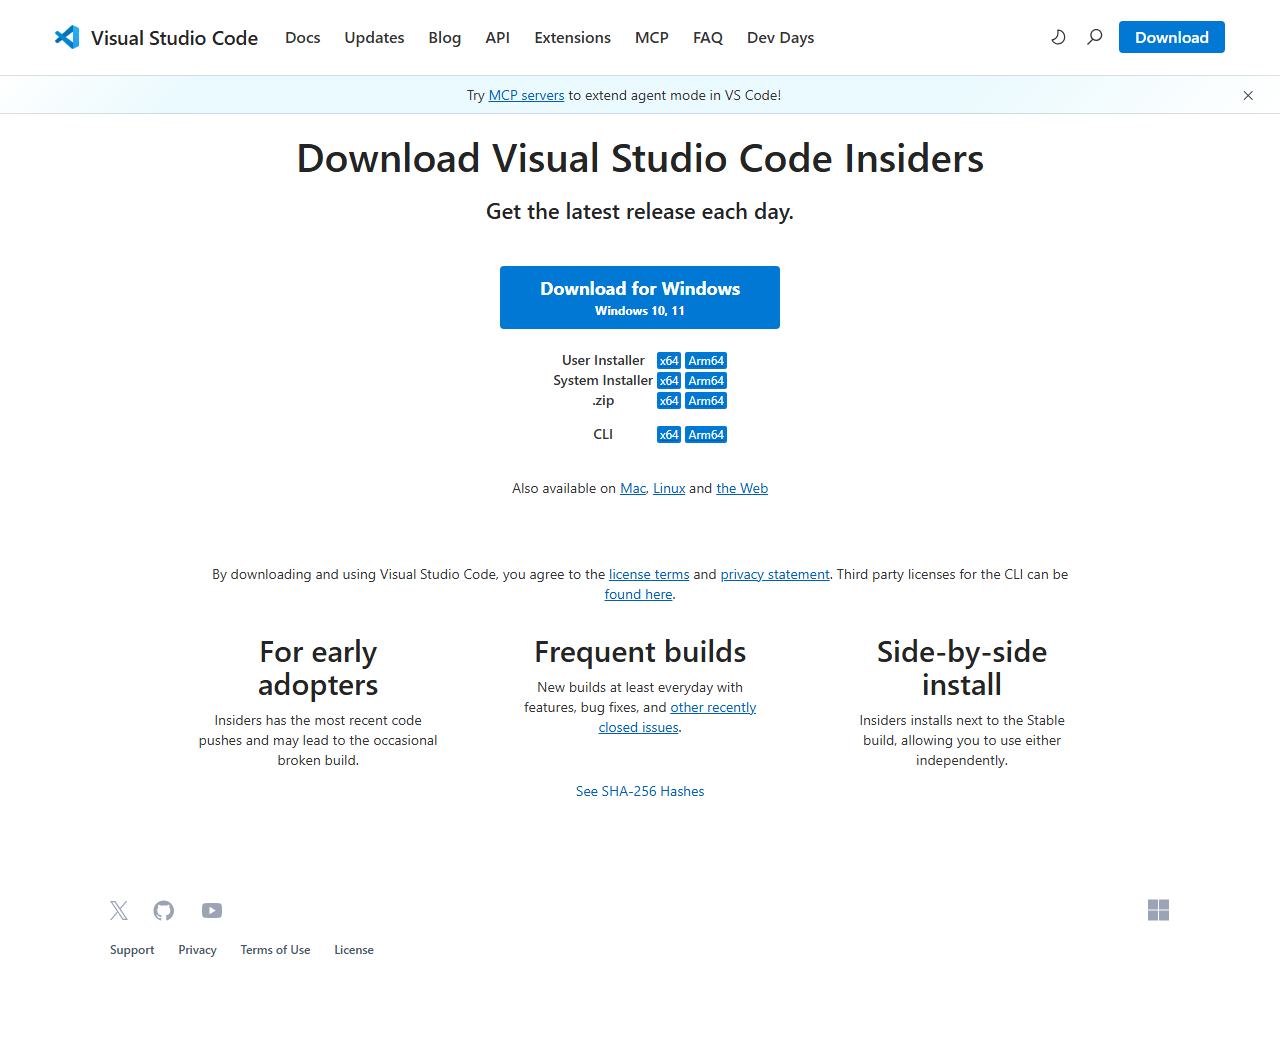 Visual Studio Code Docs Updates Blog API Extensions MCP FAQ Dev Days Download
Try MCP servers to extend agent mode in VS Code!
Download Visual Studio Code Insiders
Get the latest release each day.
Download for Windows
Windows 10, 11
User Installer x64 Arm64
System Installer x64 Arm64
.zip x64 Arm64
CLI x64 Arm64
Also available on Mac, Linux and the Web
By downloading and using Visual Studio Code, you agree to the license terms and privacy statement. Third party licenses for the CLI can be
found here.
For early
adopters
Insiders has the most recent code
pushes and may lead to the occasional
broken build.
Frequent builds
New builds at least everyday with
features, bug fixes, and other recently
closed issues.
Side-by-side
install
Insiders installs next to the Stable
build, allowing you to use either
independently.
See SHA-256 Hashes
Support Privacy Terms of Use License